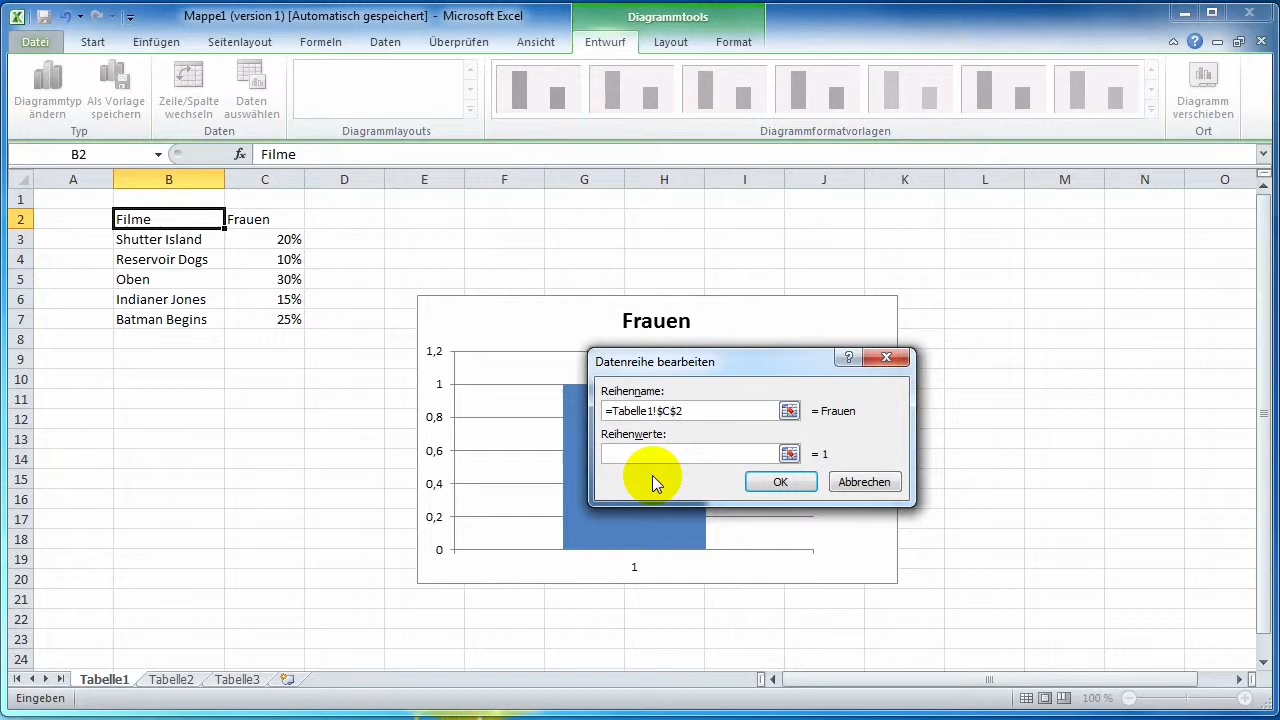 Mappe1 (version 1) [Automatisch gespeichert] - Microsoft Excel
Diagrammtools
Datei Start Einfügen Seitenlayout Formeln Daten Überprüfen Ansicht Entwurf Layout Format
Diagrammtyp ändern
Als Vorlage speichern
Zeile/Spalte wechseln
Daten auswählen
Diagramm verschieben
Typ Daten Diagrammlayouts Diagrammformatvorlagen Ort
B2 fx Filme
A B C D E F G H I J K L M N O
1
2 Filme Frauen
3 Shutter Island 20%
4 Reservoir Dogs 10%
5 Oben 30%
6 Indianer Jones 15%
7 Batman Begins 25%
8
9
10
11
12
13
14
15
16
17
18
19
20
21
22
23
24
Frauen
1,2
1
0,8
0,6
0,4
0,2
0
1
Datenreihe bearbeiten
Reihenname:
=Tabelle1!$C$2 = Frauen
Reihenwerte:
= 1
OK Abbrechen
Tabelle1 Tabelle2 Tabelle3
Eingeben 100 %